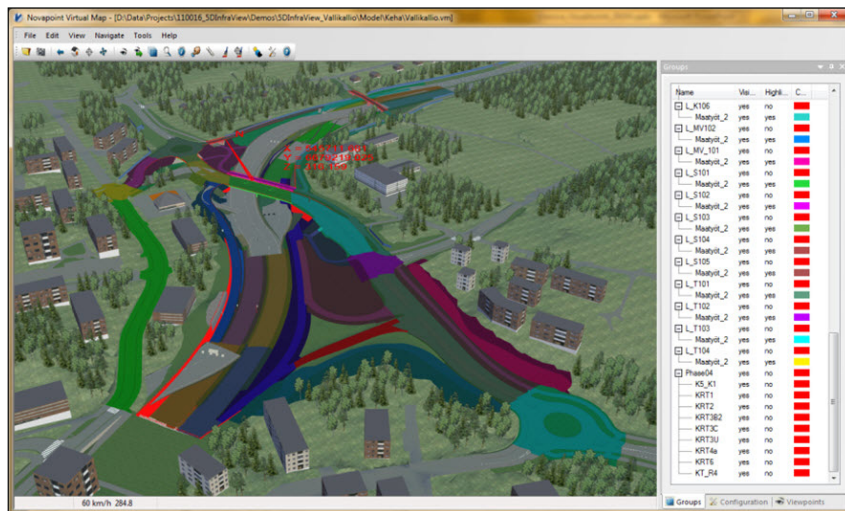 Novapoint Virtual Map - [D:\Data\Projects\110016_5DInfraView\Demos\5DInfraView_Vallikallio\Model\Keha\Vallikallio.vm]
File Edit View Navigate Tools Help
Groups
Name Visi... Highli... C...
L_K106 yes no
Maatyöt_2 yes yes
L_MV102 yes no
Maatyöt_2 yes yes
L_MV_101 yes no
Maatyöt_2 yes yes
L_S101 yes no
Maatyöt_2 yes yes
L_S102 yes no
Maatyöt_2 yes yes
L_S103 yes no
Maatyöt_2 yes yes
L_S104 yes no
Maatyöt_2 yes yes
L_S105 yes no
Maatyöt_2 yes yes
L_T101 yes no
Maatyöt_2 yes yes
L_T102 yes no
Maatyöt_2 yes yes
L_T103 yes no
Maatyöt_2 yes yes
L_T104 yes no
Maatyöt_2 yes yes
Phase04 yes no
K5_K1 yes no
KRT1 yes no
KRT2 yes no
KRT3B2 yes no
KRT3C yes no
KRT3U yes no
KRT4a yes no
KRT6 yes no
KT_R4 yes no
Groups Configuration Viewpoints
60 km/h 284.8